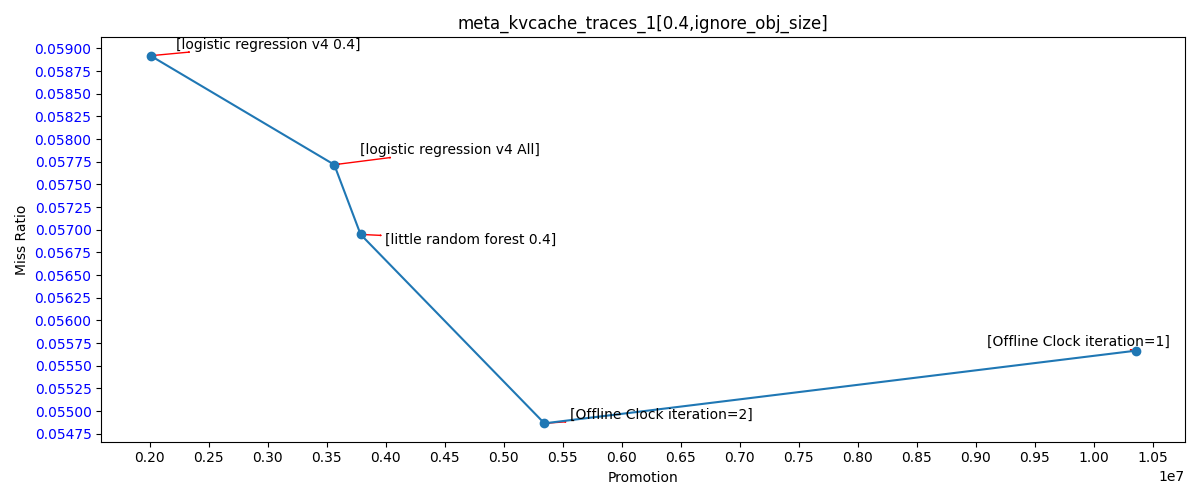 meta_kvcache_traces_1[0.4,ignore_obj_size]
0.05900
0.05875
0.05850
0.05825
0.05800
0.05775
0.05750
0.05725
0.05700
0.05675
0.05650
0.05625
0.05600
0.05575
0.05550
0.05525
0.05500
0.05475
Miss Ratio
[logistic regression v4 0.4]
[logistic regression v4 All]
[little random forest 0.4]
[Offline Clock iteration=1]
[Offline Clock iteration=2]
0.20 0.25 0.30 0.35 0.40 0.45 0.50 0.55 0.60 0.65 0.70 0.75 0.80 0.85 0.90 0.95 1.00 1.05
Promotion
1e7